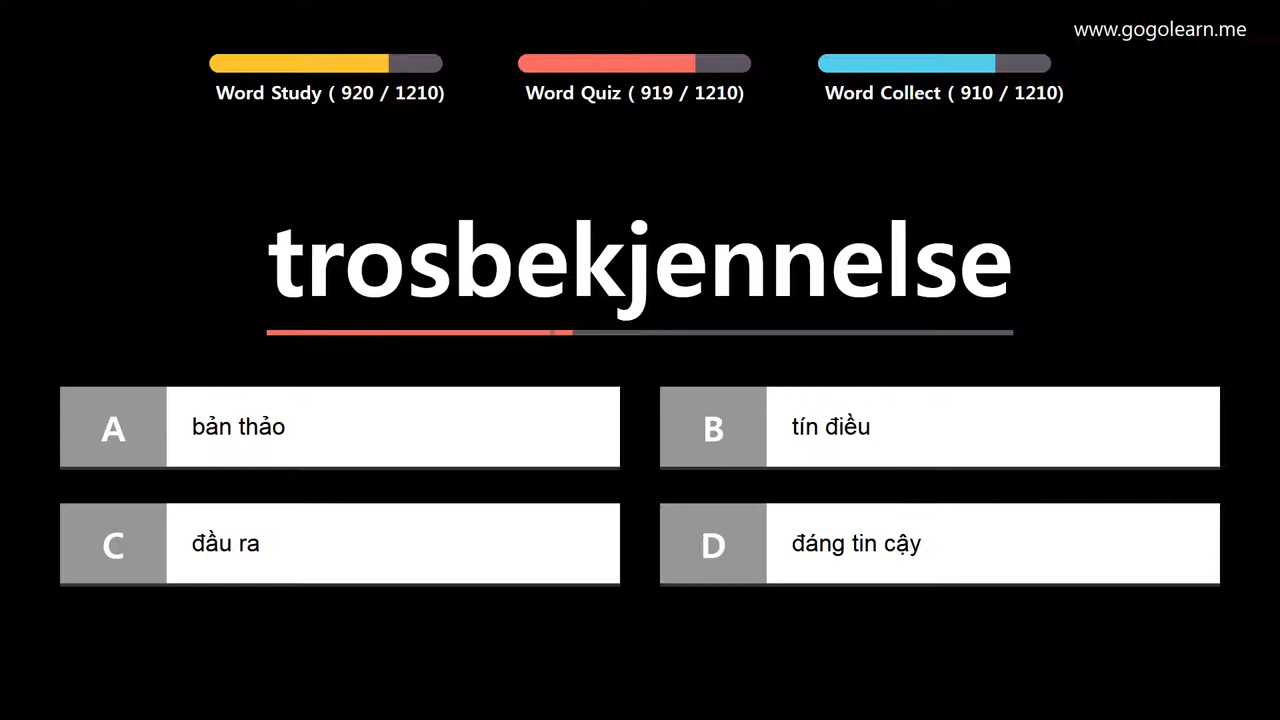 www.gogolearn.me
Word Study ( 920 / 1210)
Word Quiz ( 919 / 1210)
Word Collect ( 910 / 1210)
trosbekjennelse
A bản thảo
B tín điều
C đầu ra
D đáng tin cậy